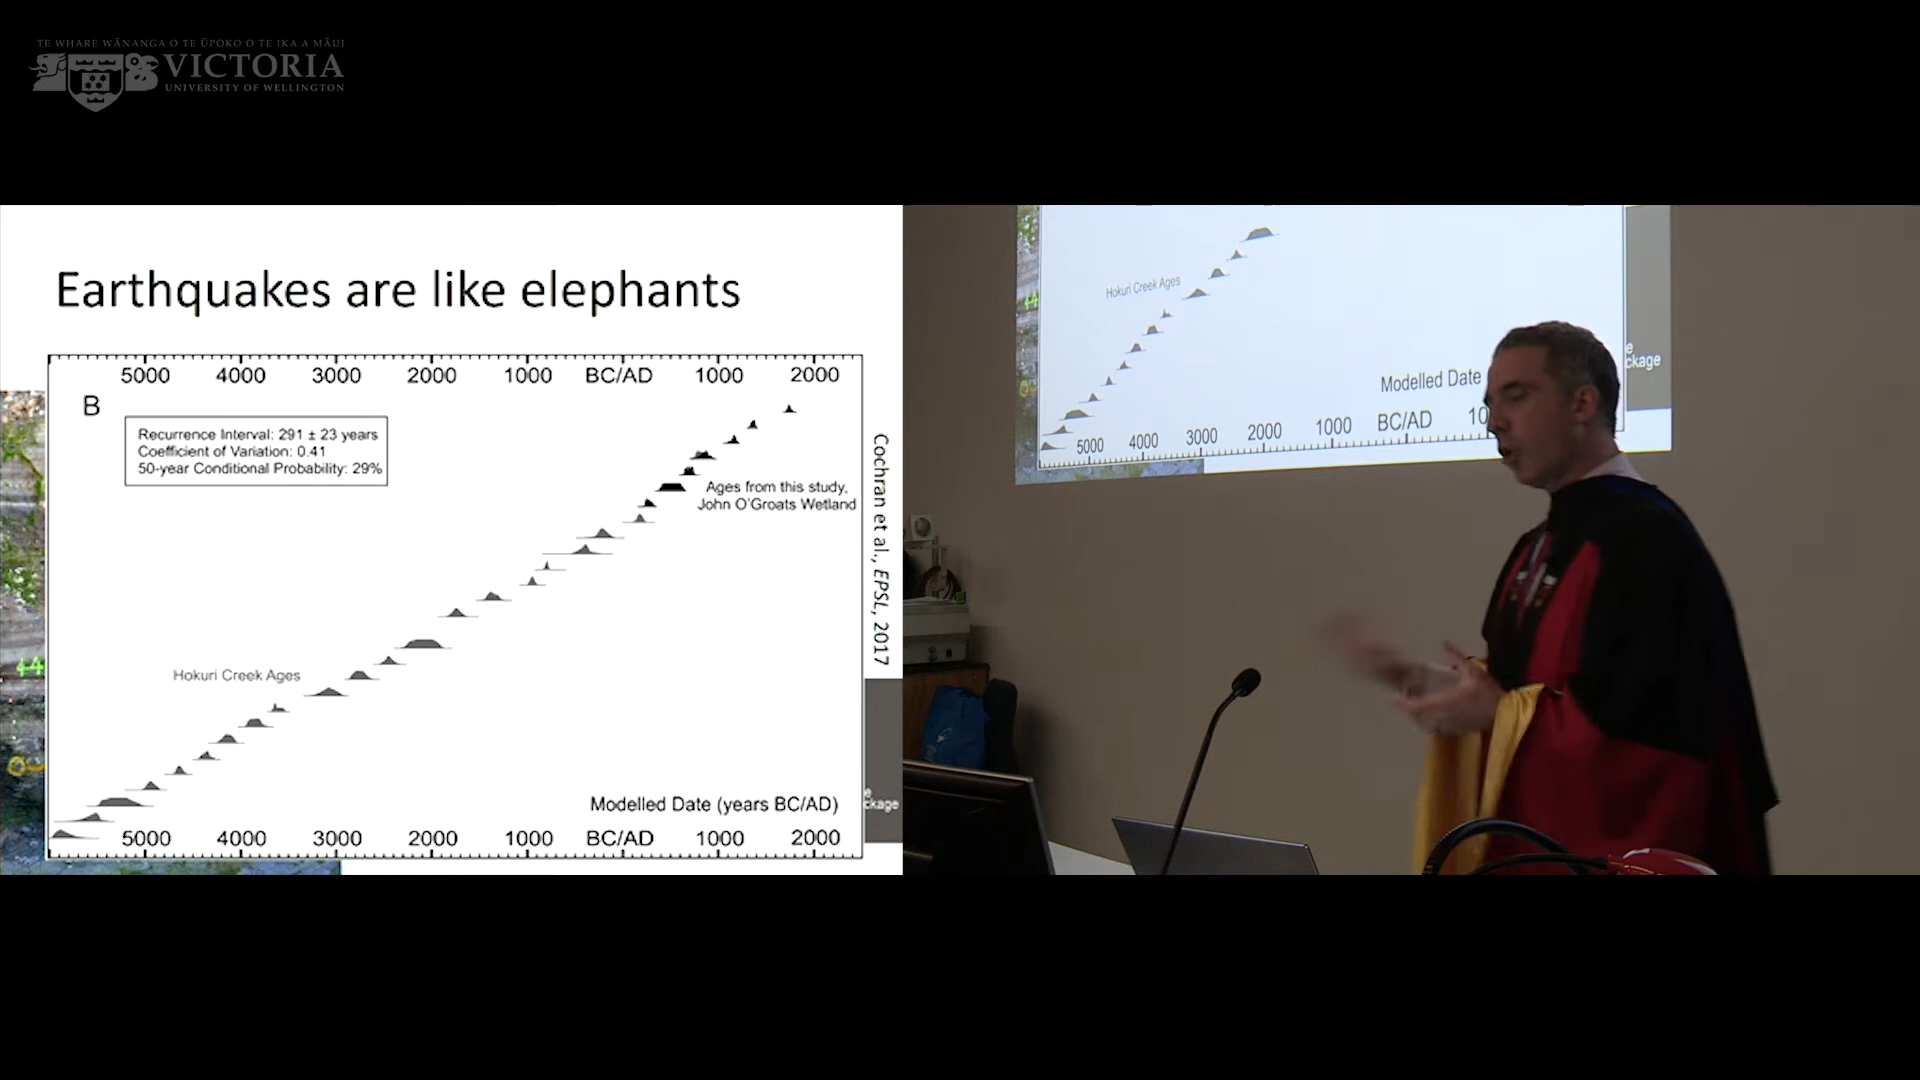 TE WHARE WĀNANGA O TE ŪPOKO O TE IKA A MĀUI
VICTORIA
UNIVERSITY OF WELLINGTON
Earthquakes are like elephants
5000 4000 3000 2000 1000 BC/AD 1000 2000
B
Recurrence Interval: 291 ± 23 years
Coefficient of Variation: 0.41
50-year Conditional Probability: 29%
Ages from this study,
John O'Groats Wetland
Cochran et al., EPSL, 2017
Hokuri Creek Ages
Modelled Date (years BC/AD)
5000 4000 3000 2000 1000 BC/AD 1000 2000
44
ckage
Hokuri Creek Ages
Modelled Date
5000 4000 3000 2000 1000 BC/AD 10
e
ckage